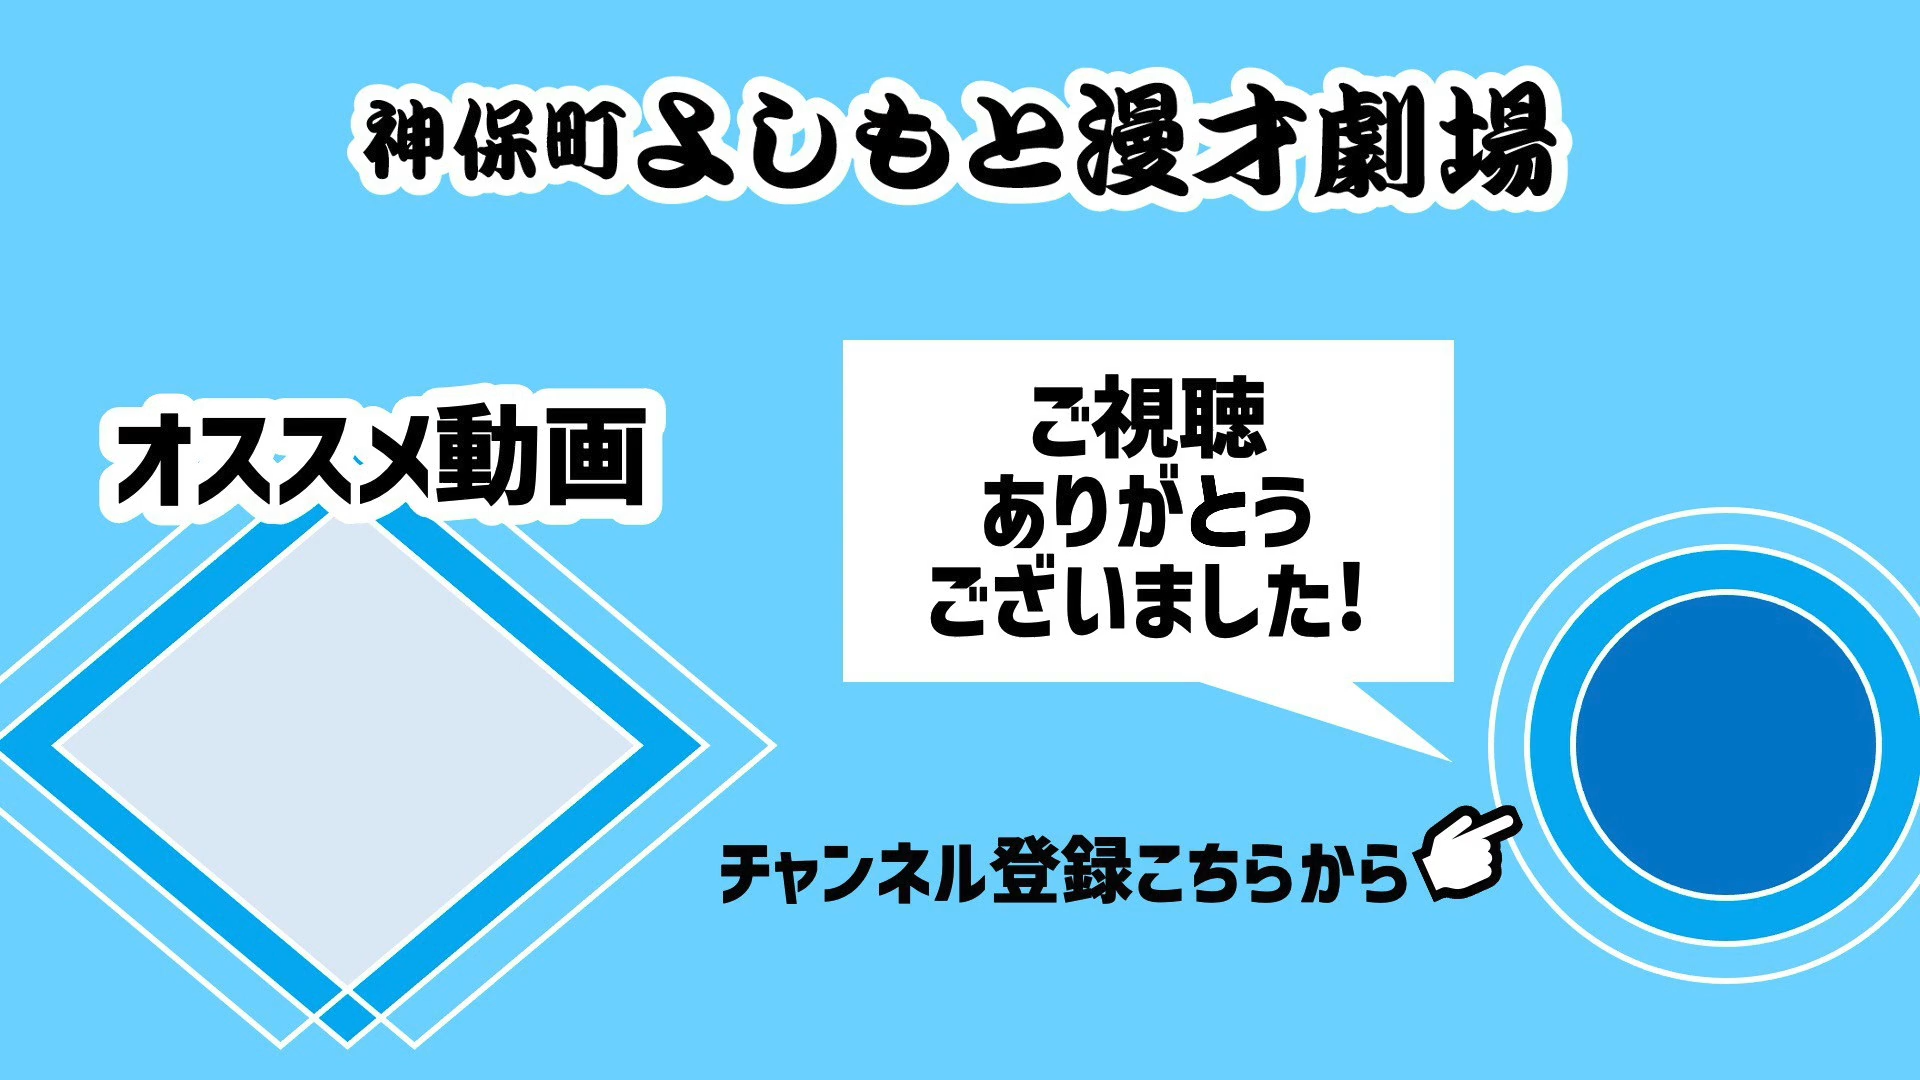 神保町よしもと漫才劇場
オススメ動画
ご視聴
ありがとう
ございました!
チャンネル登録こちらから